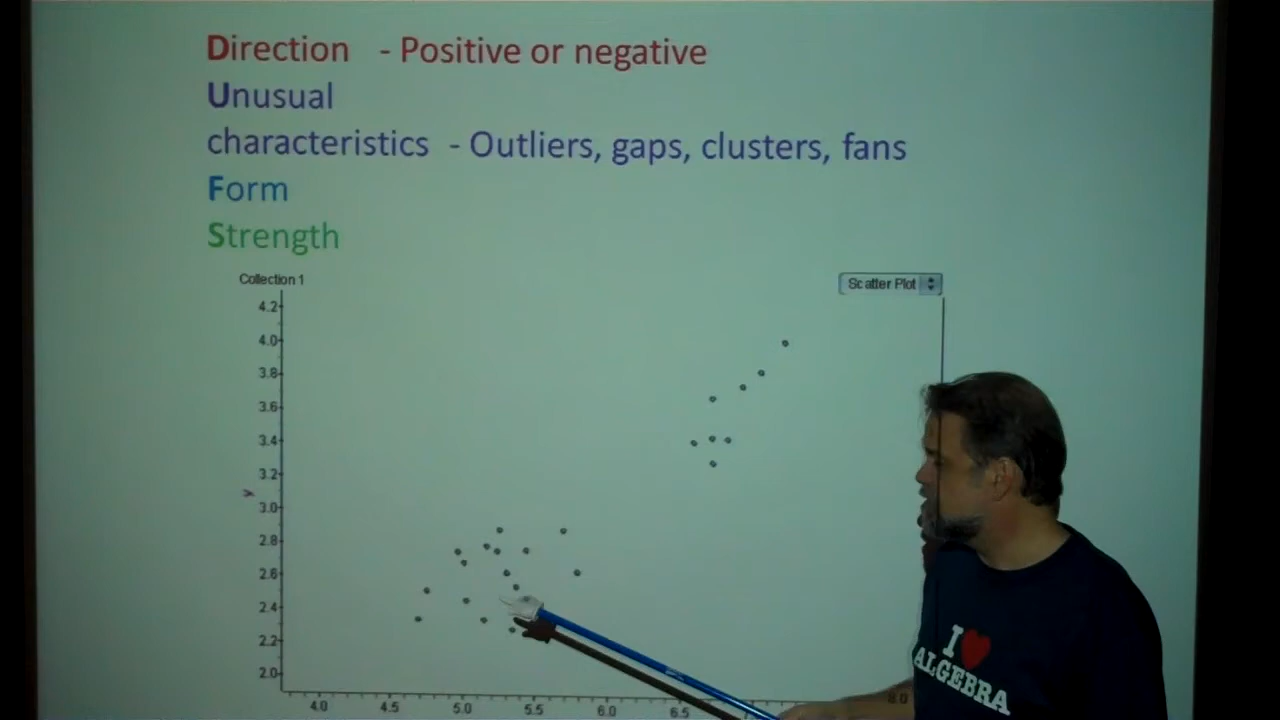 Direction - Positive or negative
Unusual
characteristics - Outliers, gaps, clusters, fans
Form
Strength
Collection 1
Scatter Plot
4.2
4.0
3.8
3.6
3.4
3.2
3.0
2.8
2.6
2.4
2.2
2.0
y
4.0 4.5 5.0 5.5 6.0 6.5 8.0
I
ALGEBRA